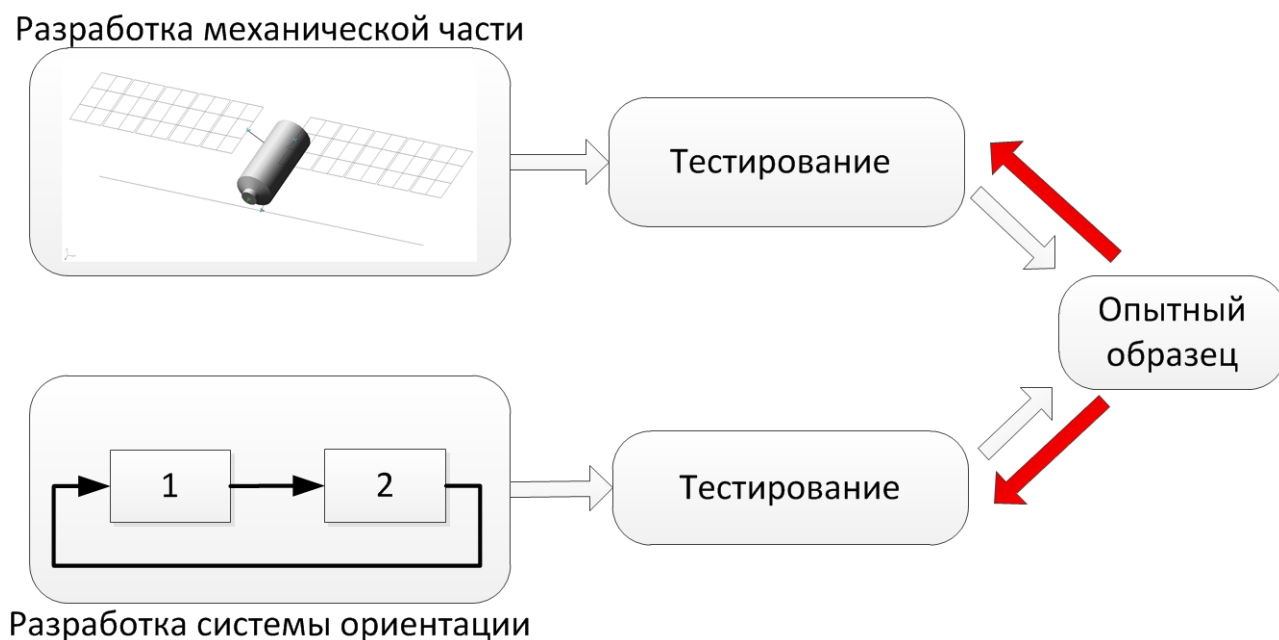 Разработка механической части
Тестирование
Опытный
образец
1
2
Тестирование
Разработка системы ориентации